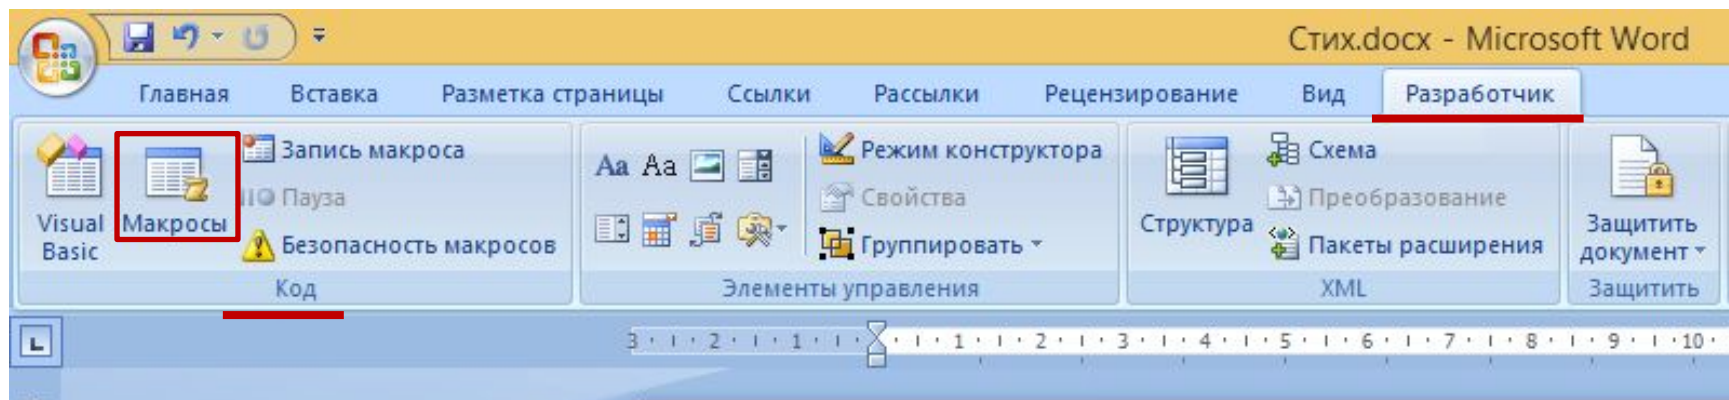 Стих.docx - Microsoft Word
Главная Вставка Разметка страницы Ссылки Рассылки Рецензирование Вид Разработчик
Visual Basic
Макросы
Запись макроса
Пауза
Безопасность макросов
Код
Aa Aa
Режим конструктора
Свойства
Группировать
Элементы управления
Структура
Схема
Преобразование
Пакеты расширения
XML
Защитить документ
Защитить
L
3 2 1 1 2 3 4 5 6 7 8 9 10